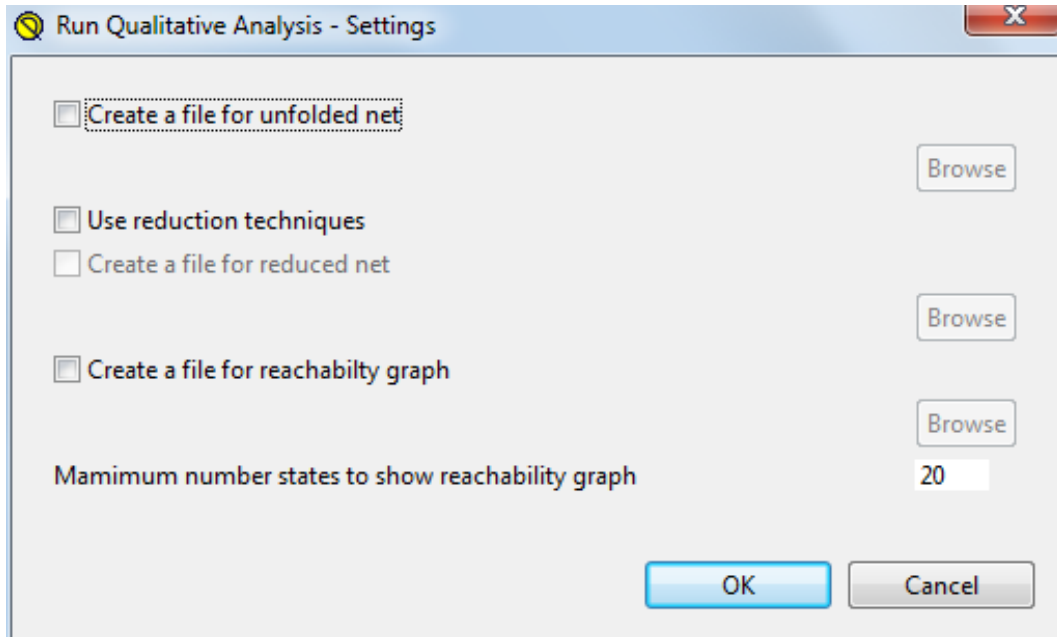 Run Qualitative Analysis - Settings
x
Create a file for unfolded net
Browse
Use reduction techniques
Create a file for reduced net
Browse
Create a file for reachabilty graph
Browse
Mamimum number states to show reachability graph 20
OK Cancel